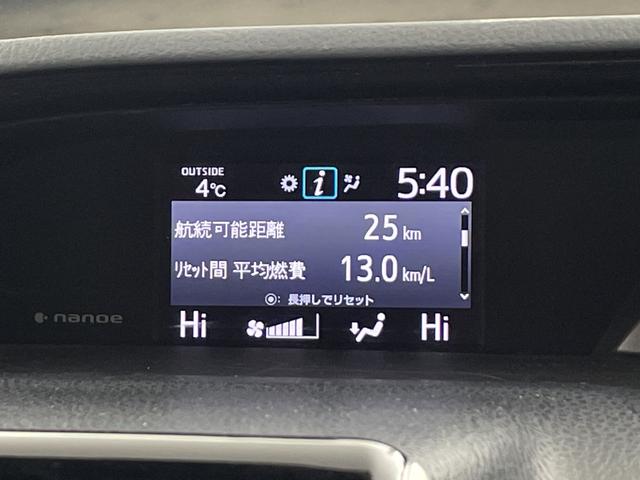 OUTSIDE
4℃
i
5:40
航続可能距離 25 km
ﾘｾｯﾄ間 平均燃費 13.0 km/L
◉: 長押しでリセット
nanoe
Hi Hi